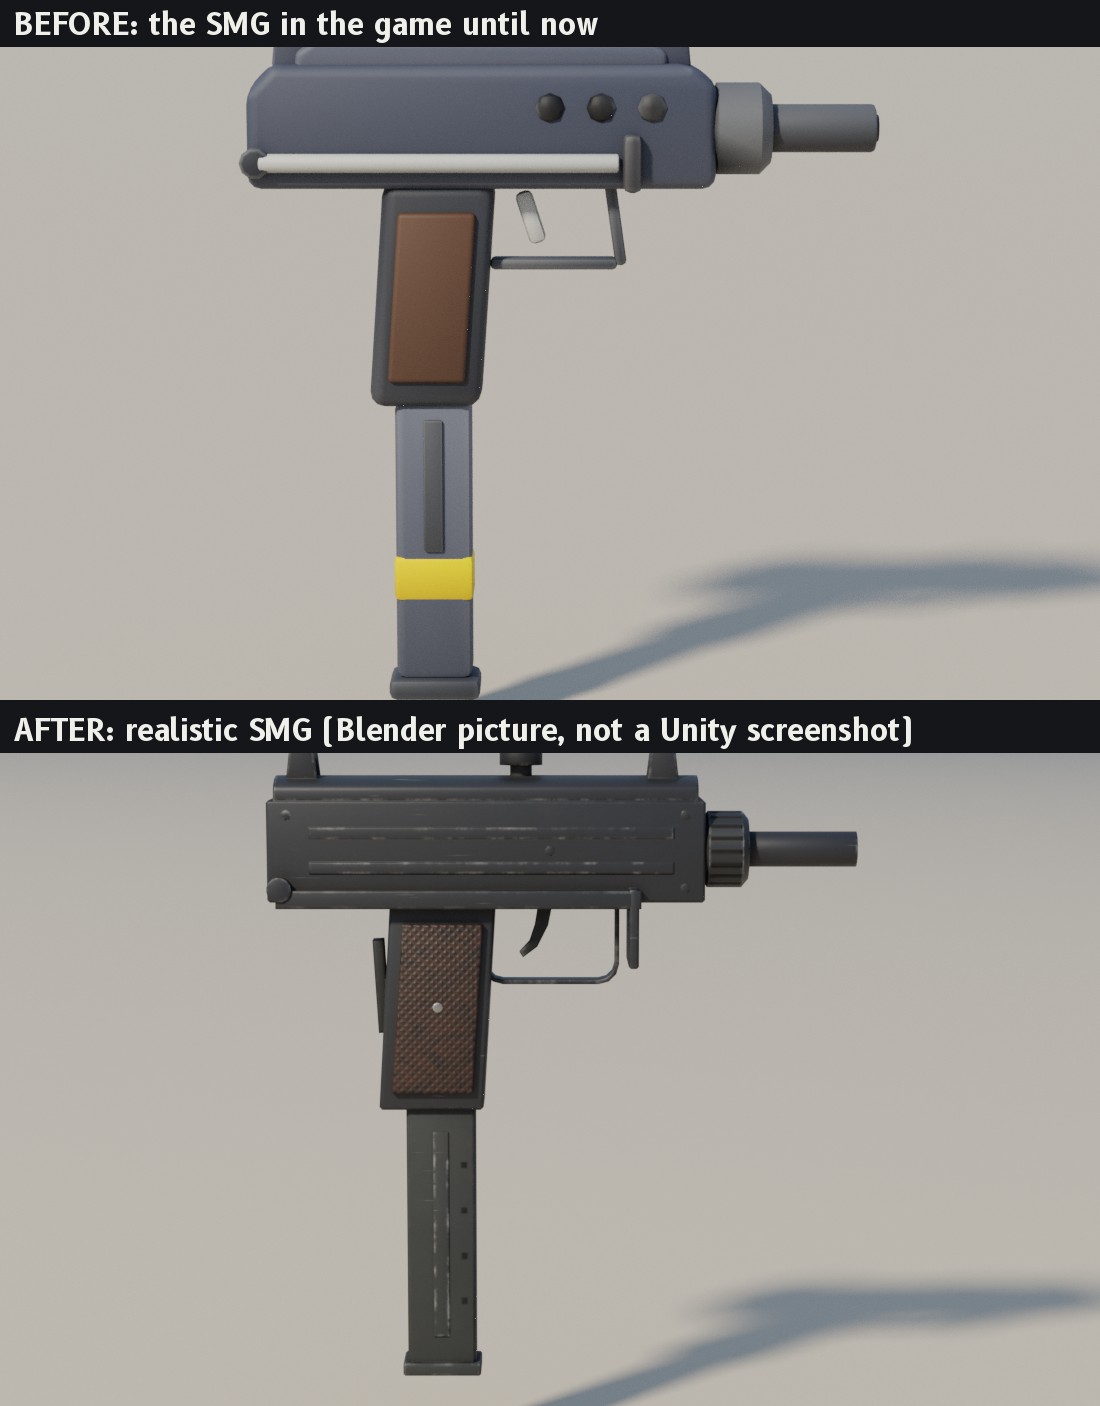 BEFORE: the SMG in the game until now
AFTER: realistic SMG (Blender picture, not a Unity screenshot)